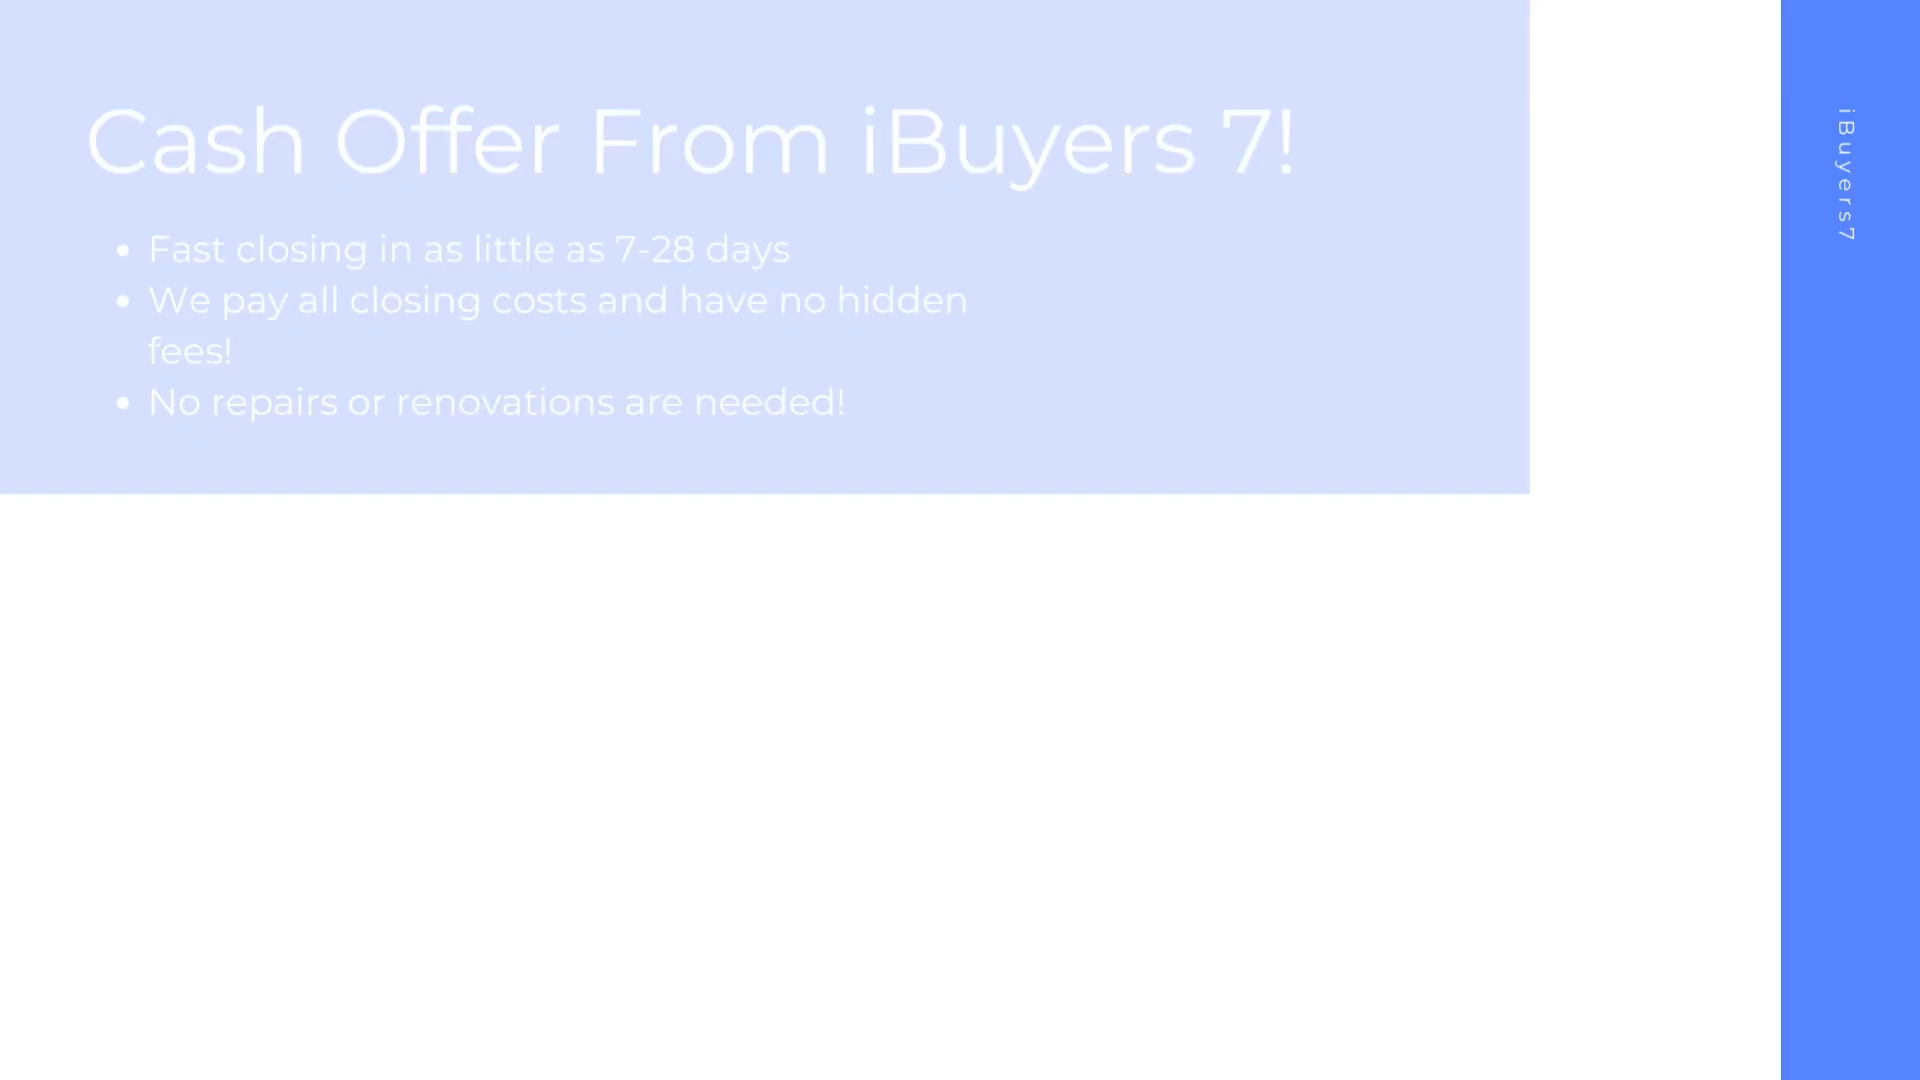 Cash Offer From iBuyers 7!
• Fast closing in as little as 7-28 days
• We pay all closing costs and have no hidden
fees!
• No repairs or renovations are needed!
iBuyers7